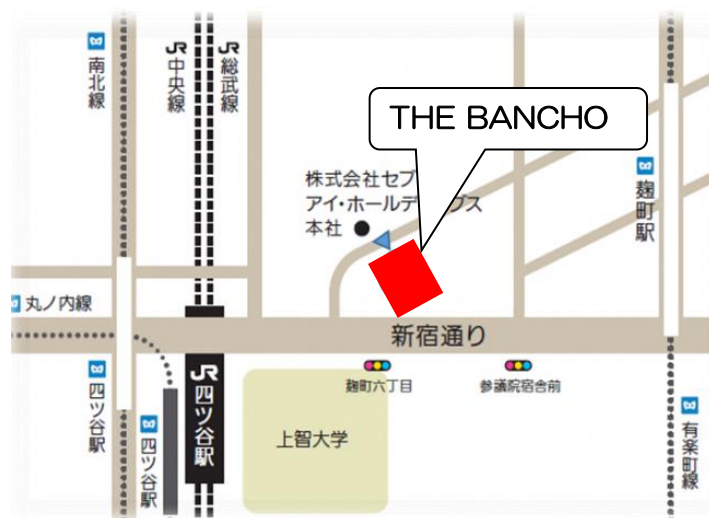 南北線
JR
中央線
JR
総武線
THE BANCHO
株式会社セブ
アイ・ホールデ
ングス
本社
麹町駅
丸ノ内線
新宿通り
四ツ谷駅
四ツ谷駅
JR
四ツ谷駅
上智大学
麹町六丁目
参議院宿舎前
有楽町線